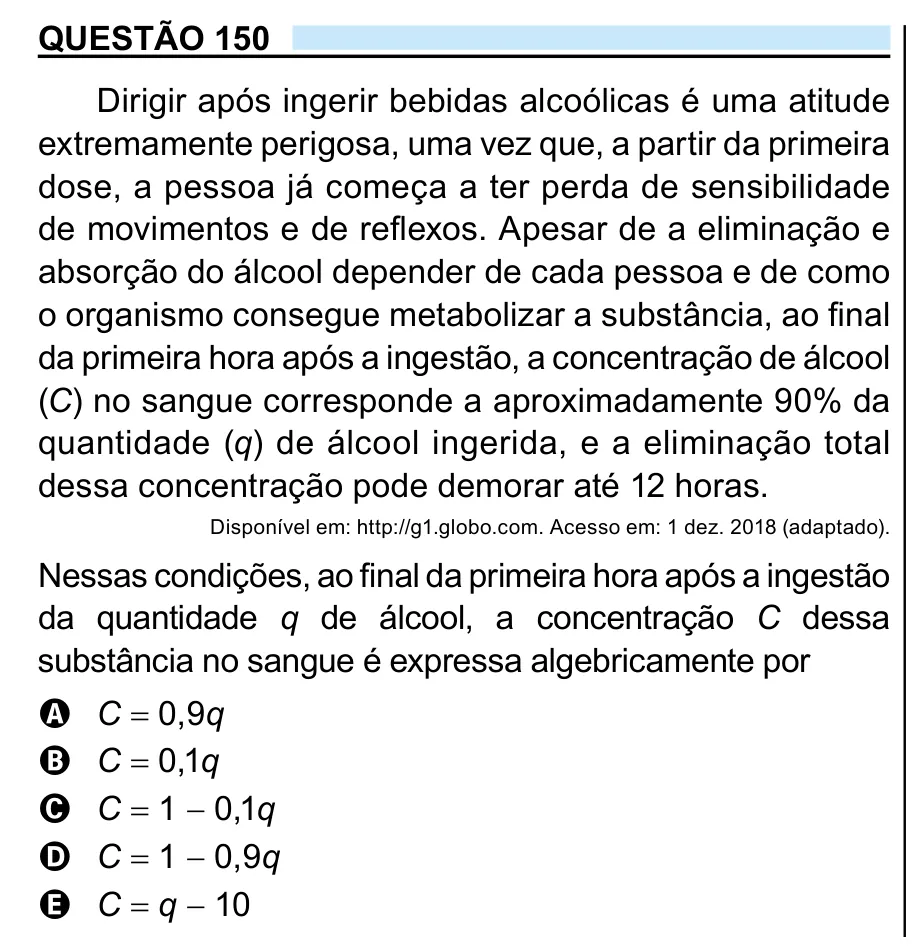 QUESTÃO 150
Dirigir após ingerir bebidas alcoólicas é uma atitude
extremamente perigosa, uma vez que, a partir da primeira
dose, a pessoa já começa a ter perda de sensibilidade
de movimentos e de reflexos. Apesar de a eliminação e
absorção do álcool depender de cada pessoa e de como
o organismo consegue metabolizar a substância, ao final
da primeira hora após a ingestão, a concentração de álcool
(C) no sangue corresponde a aproximadamente 90% da
quantidade (q) de álcool ingerida, e a eliminação total
dessa concentração pode demorar até 12 horas.
Disponível em: http://g1.globo.com. Acesso em: 1 dez. 2018 (adaptado).
Nessas condições, ao final da primeira hora após a ingestão
da quantidade q de álcool, a concentração C dessa
substância no sangue é expressa algebricamente por
A C = 0,9q
B C = 0,1q
C C = 1 – 0,1q
D C = 1 – 0,9q
E C = q – 10